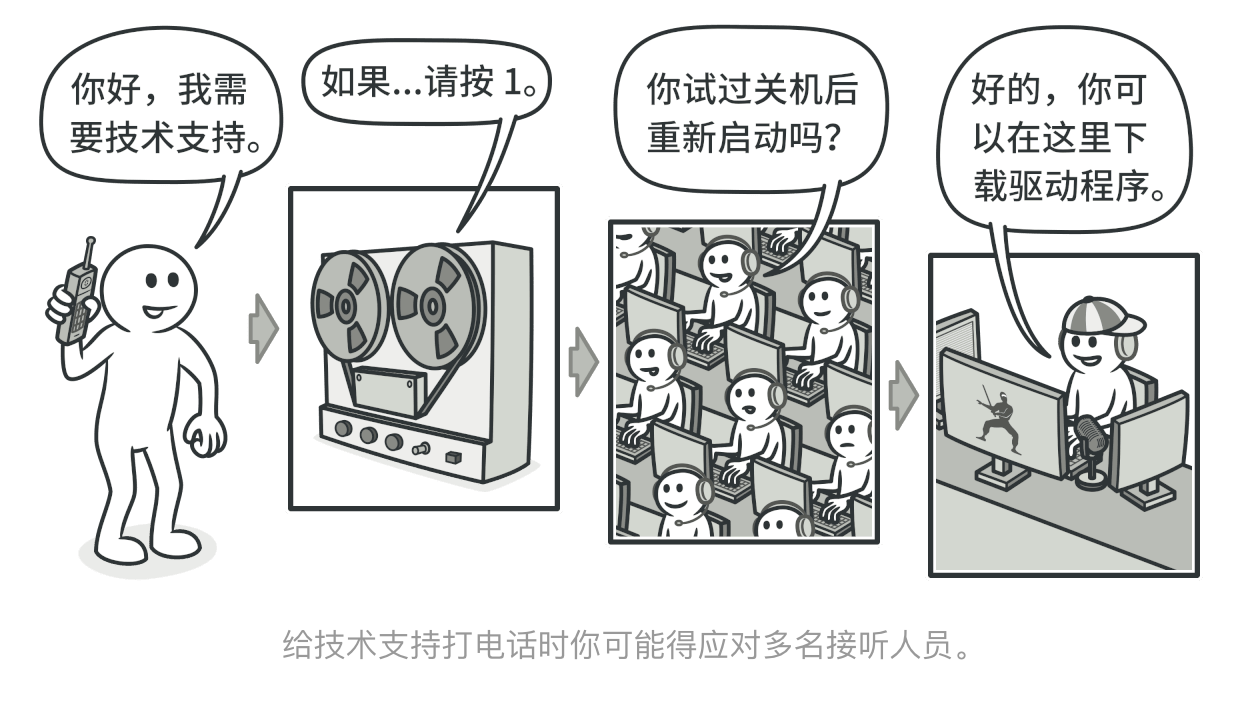 你好，我需
要技术支持。
如果...请按 1。
你试过关机后
重新启动吗？
好的，你可
以在这里下
载驱动程序。
给技术支持打电话时你可能得应对多名接听人员。